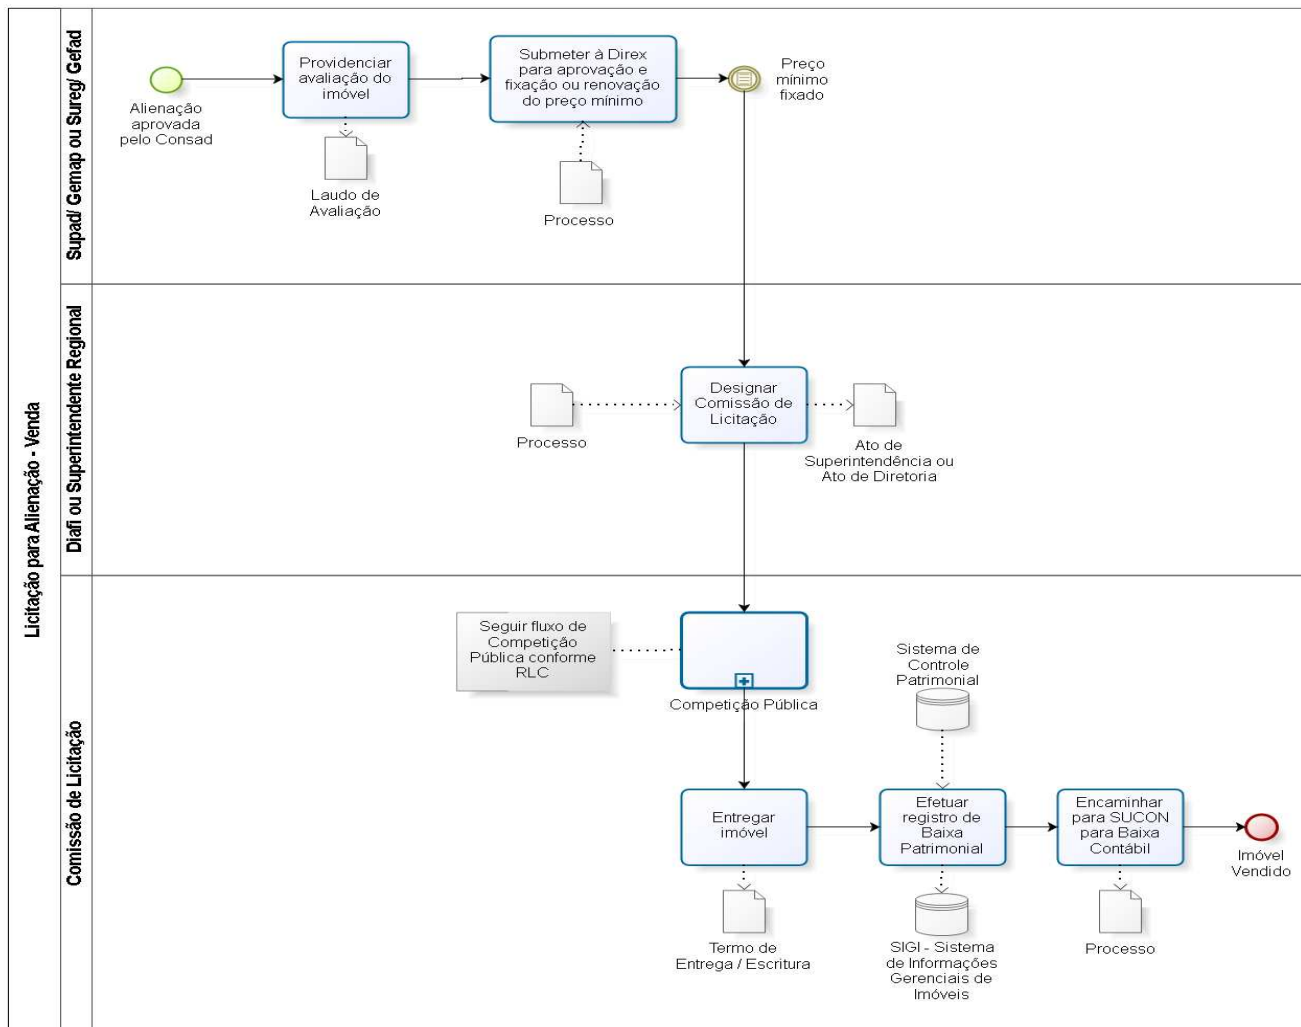 Licitação para Alienação - Venda
Supad/ Gemap ou Sureg/ Gefad
Alienação
aprovada
pelo Consad
Providenciar
avaliação do
imóvel
Laudo de
Avaliação
Submeter à Direx
para aprovação e
fixação ou renovação
do preço mínimo
Processo
Preço
mínimo
fixado
Diafi ou Superintendente Regional
Processo
Designar
Comissão de
Licitação
Ato de
Superintendência ou
Ato de Diretoria
Comissão de Licitação
Seguir fluxo de
Competição
Pública conforme
RLC
Competição Pública
Sistema de
Controle
Patrimonial
Entregar
imóvel
Termo de
Entrega / Escritura
Efetuar
registro de
Baixa
Patrimonial
SIGI - Sistema
de Informações
Gerenciais de
Imóveis
Encaminhar
para SUCON
para Baixa
Contábil
Processo
Imóvel
Vendido